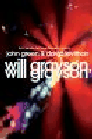 john green & david levithan
will grayson,
will grayson